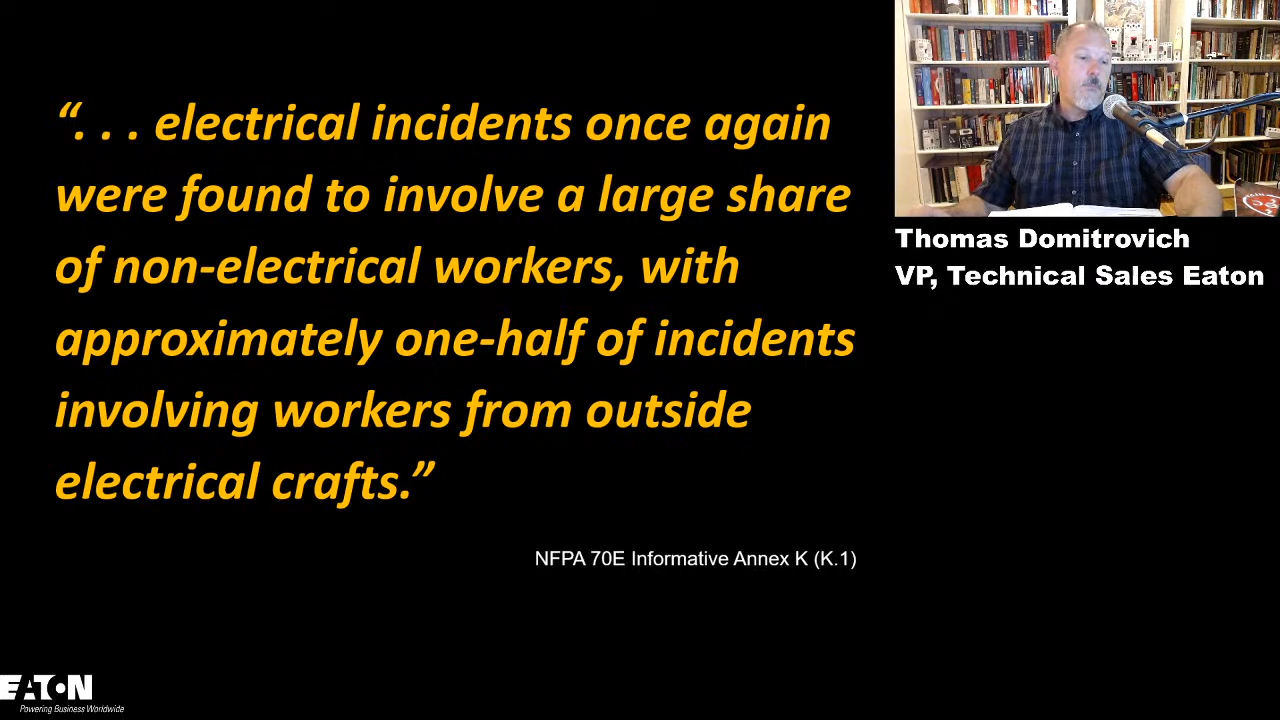 “. . . electrical incidents once again
were found to involve a large share
of non-electrical workers, with
approximately one-half of incidents
involving workers from outside
electrical crafts.”
NFPA 70E Informative Annex K (K.1)
Thomas Domitrovich
VP, Technical Sales Eaton
EATON
Powering Business Worldwide